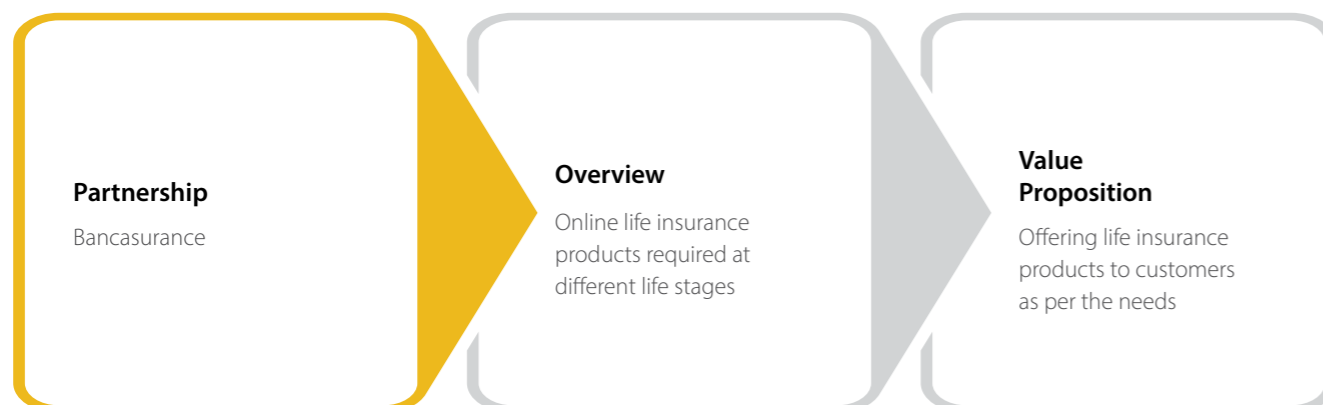 Partnership
Bancasurance
Overview
Online life insurance
products required at
different life stages
Value
Proposition
Offering life insurance
products to customers
as per the needs